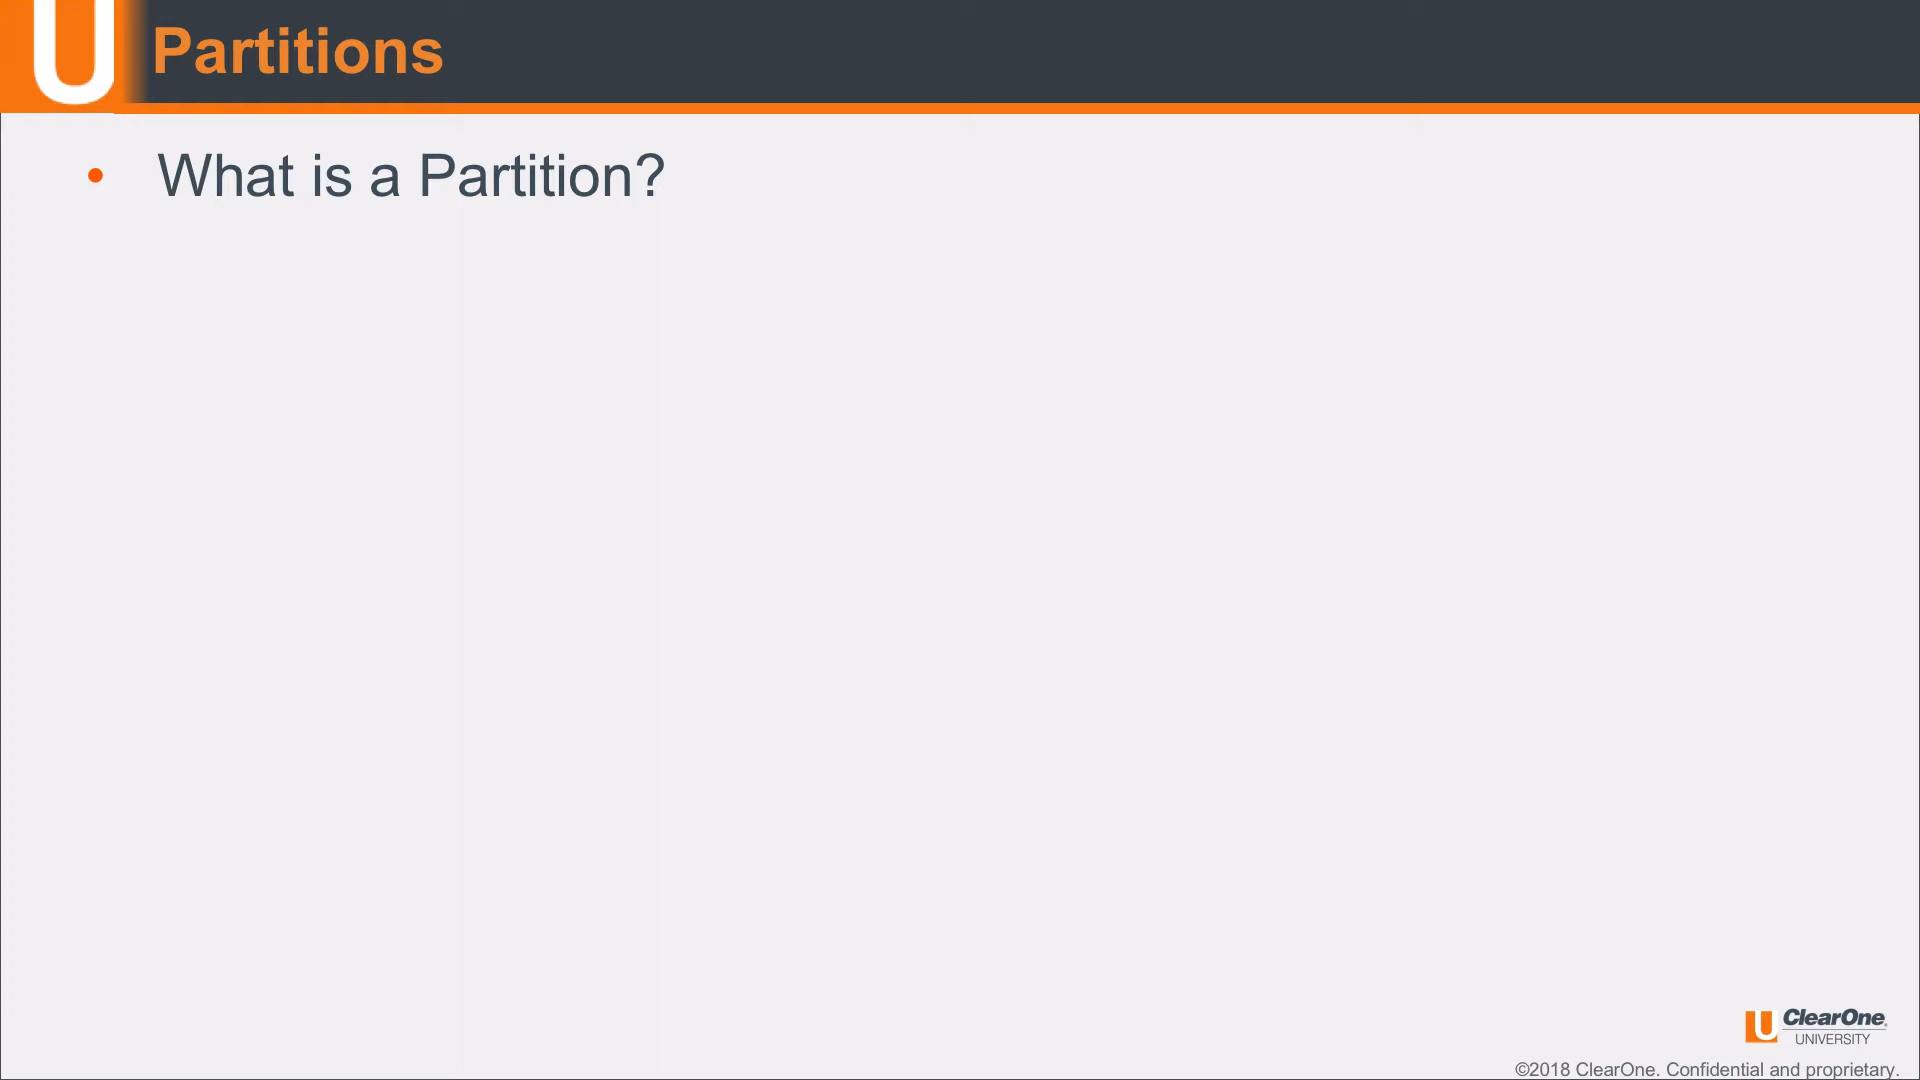 U Partitions
• What is a Partition?
U ClearOne®
UNIVERSITY
©2018 ClearOne. Confidential and proprietary.